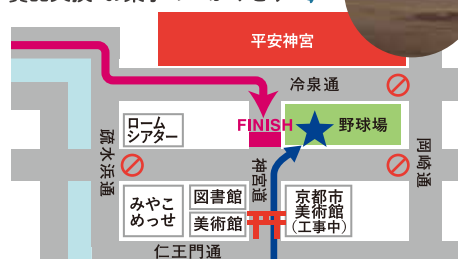 平安神宮
冷泉通
ローム
シアター
FINISH
野球場
疏水浜通
神宮道
岡崎通
みやこ
めっせ
図書館
美術館
京都市
美術館
(工事中)
仁王門通